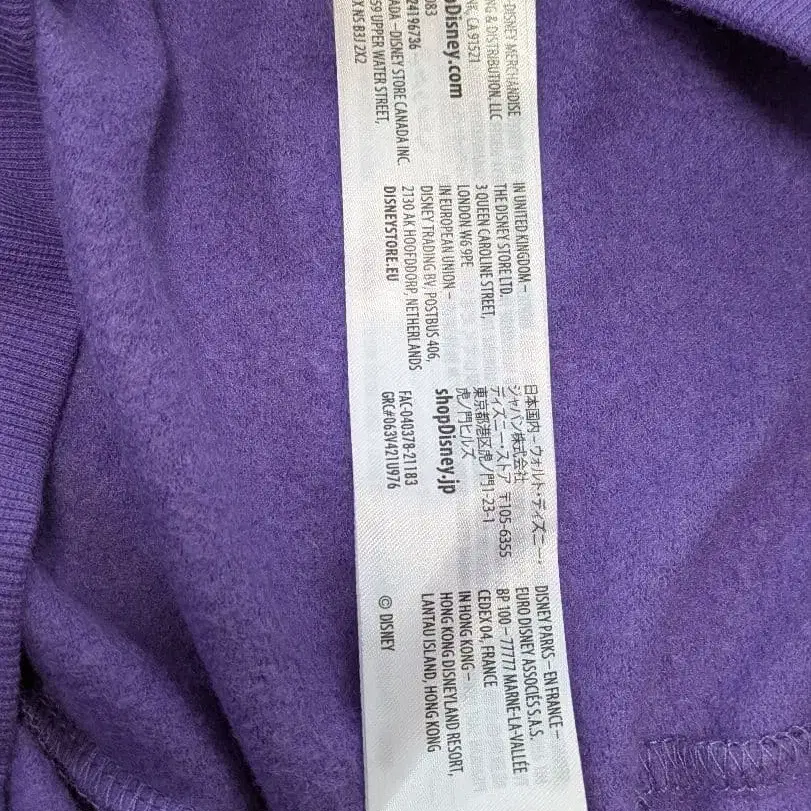 -DISNEY MERCHANDISE
NG & DISTRIBUTION, LLC
NK, CA 91521
opDisney.com
083
24196736 –
ADA –DISNEY STORE CANADA INC.
59 UPPER WATER STREET,
X NS B3J 2X2
IN UNITED KINGDOM –
THE DISNEY STORE LTD.
3 QUEEN CAROLINE STREET,
LONDON W6 9PE
IN EUROPEAN UNION –
DISNEY TRADING BV, POSTBUS 406,
2130 AK HOOFDDORP, NETHERLANDS
DISNEYSTORE.EU
日本国内–ウォルト・ディズニー・
ジャパン株式会社
ディズニー・ストア 〒105-6355
東京都港区虎ノ門1-23-1
虎ノ門ヒルズ
shopDisney.jp
FAC-040378-21183
GRC#063V421U976
DISNEY PARKS – EN FRANCE –
EURO DISNEY ASSOCIÉS S.A.S.
BP 100 – 77777 MARNE-LA-VALLÉE
CEDEX 04, FRANCE
IN HONG KONG –
HONG KONG DISNEYLAND RESORT,
LANTAU ISLAND, HONG KONG
© DISNEY